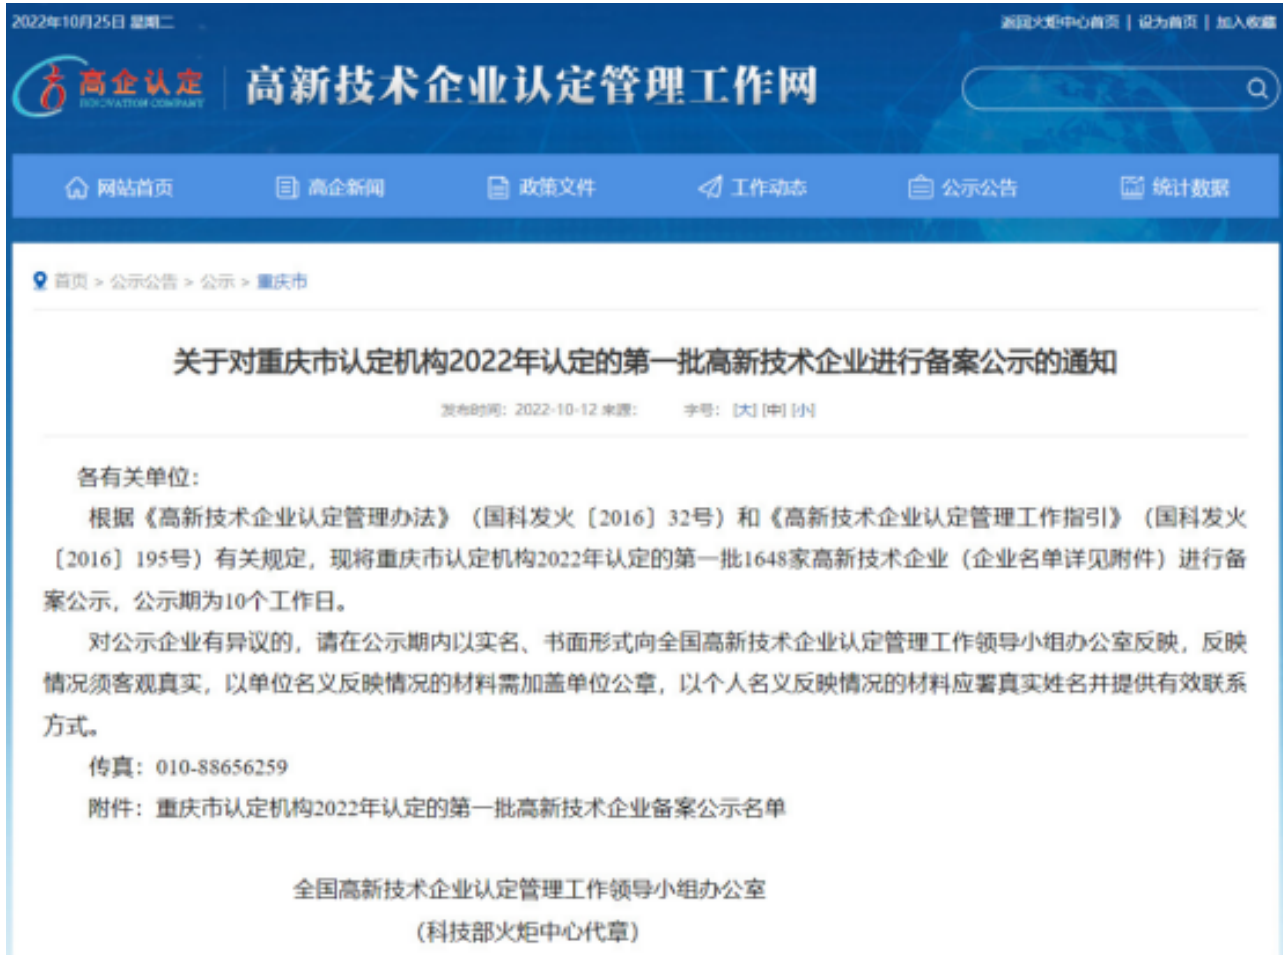 2022年10月25日 星期二
返回火炬中心首页 | 设为首页 | 加入收藏
高企认定
INNOVATION COMPANY
高新技术企业认定管理工作网
网站首页 高企新闻 政策文件 工作动态 公示公告 统计数据
首页 > 公示公告 > 公示 > 重庆市
关于对重庆市认定机构2022年认定的第一批高新技术企业进行备案公示的通知
发布时间：2022-10-12 来源： 字号： [大] [中] [小]
各有关单位：
根据《高新技术企业认定管理办法》（国科发火〔2016〕32号）和《高新技术企业认定管理工作指引》（国科发火
〔2016〕195号）有关规定，现将重庆市认定机构2022年认定的第一批1648家高新技术企业（企业名单详见附件）进行备
案公示，公示期为10个工作日。
对公示企业有异议的，请在公示期内以实名、书面形式向全国高新技术企业认定管理工作领导小组办公室反映，反映
情况须客观真实，以单位名义反映情况的材料需加盖单位公章，以个人名义反映情况的材料应署真实姓名并提供有效联系
方式。
传真：010-88656259
附件：重庆市认定机构2022年认定的第一批高新技术企业备案公示名单
全国高新技术企业认定管理工作领导小组办公室
（科技部火炬中心代章）